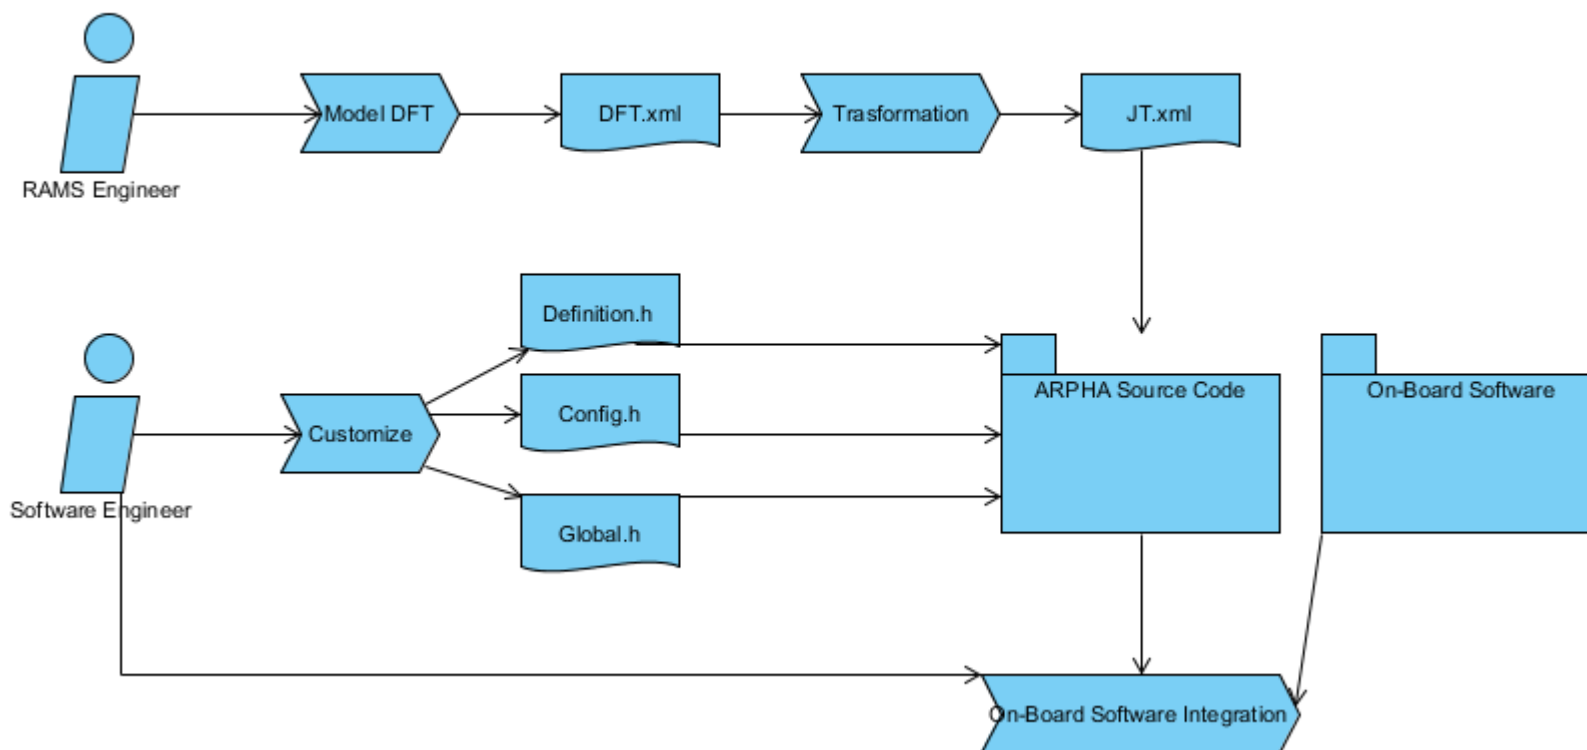 Model DFT
DFT.xml
Trasformation
JT.xml
RAMS Engineer
Definition.h
ARPHA Source Code
On-Board Software
Config.h
Customize
Software Engineer
Global.h
On-Board Software Integration